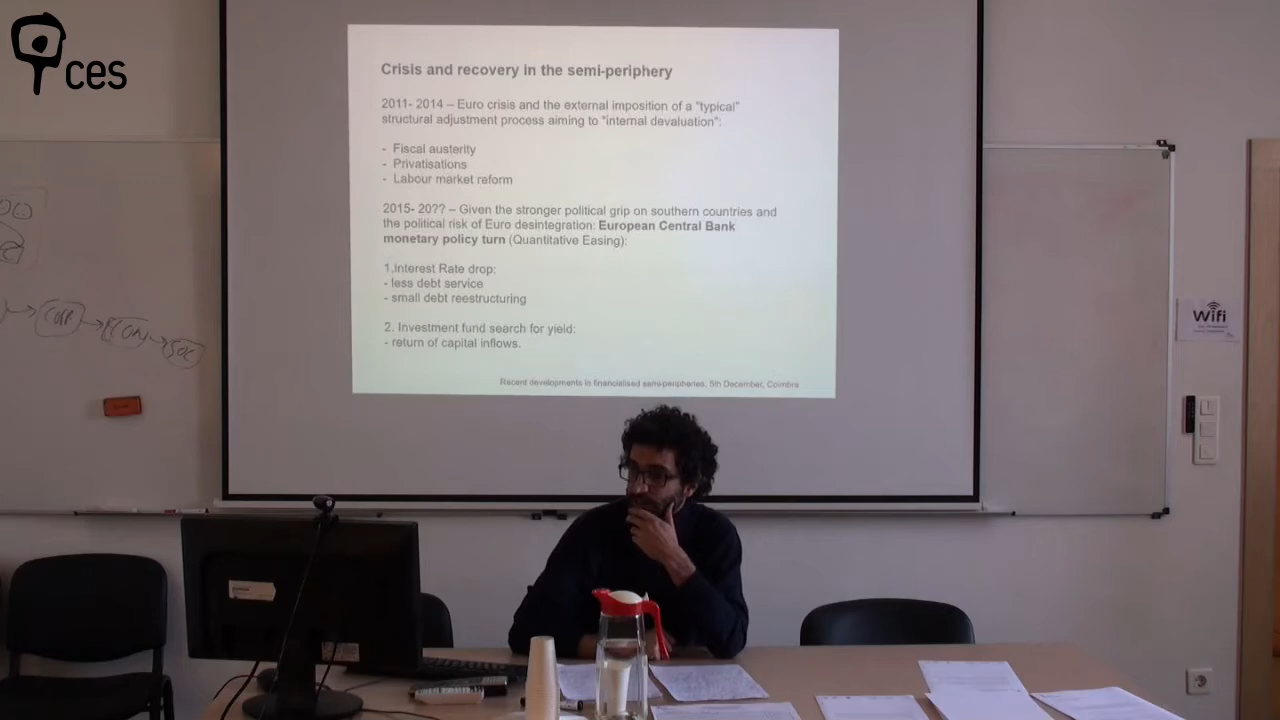 ces
Crisis and recovery in the semi-periphery
2011- 2014 – Euro crisis and the external imposition of a "typical"
structural adjustment process aiming to "internal devaluation":
- Fiscal austerity
- Privatisations
- Labour market reform
2015- 20?? – Given the stronger political grip on southern countries and
the political risk of Euro desintegration: European Central Bank
monetary policy turn (Quantitative Easing):
1.Interest Rate drop:
- less debt service
- small debt reestructuring
2. Investment fund search for yield:
- return of capital inflows.
Recent developments in financialised semi-peripheries, 5th December, Coimbra
Wifi